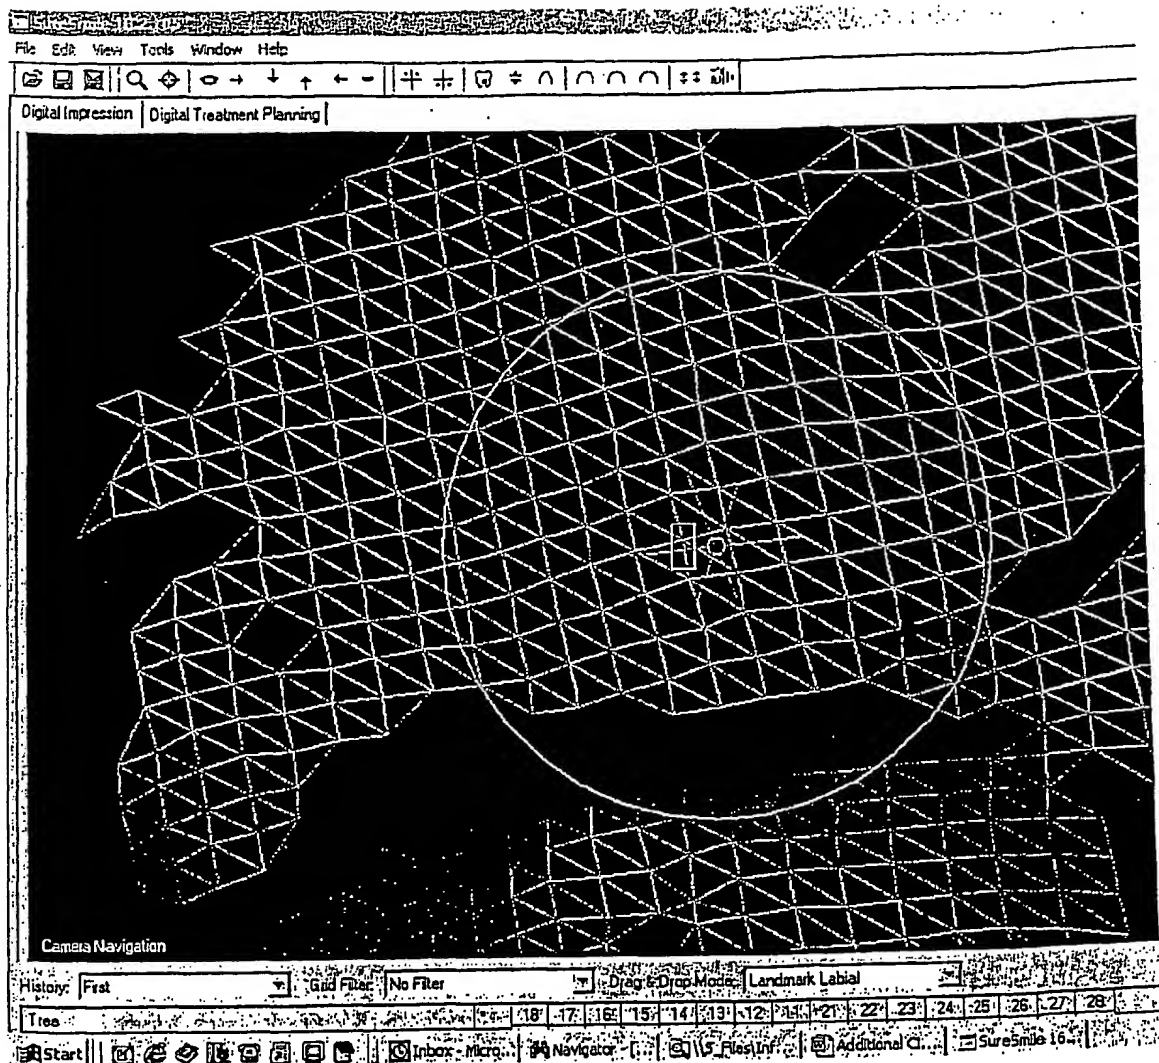 File Edit View Tools Window Help
Digital Impression Digital Treatment Planning
Camera Navigation
History: First Grid Filter: No Filter Drag & Drop Mode: Landmark Labial
Tree 18 17 16 15 14 13 12 11 21 22 23 24 25 26 27 28
Start Inbox - Micro... Navigator - [... Additional Cl... SureSmile